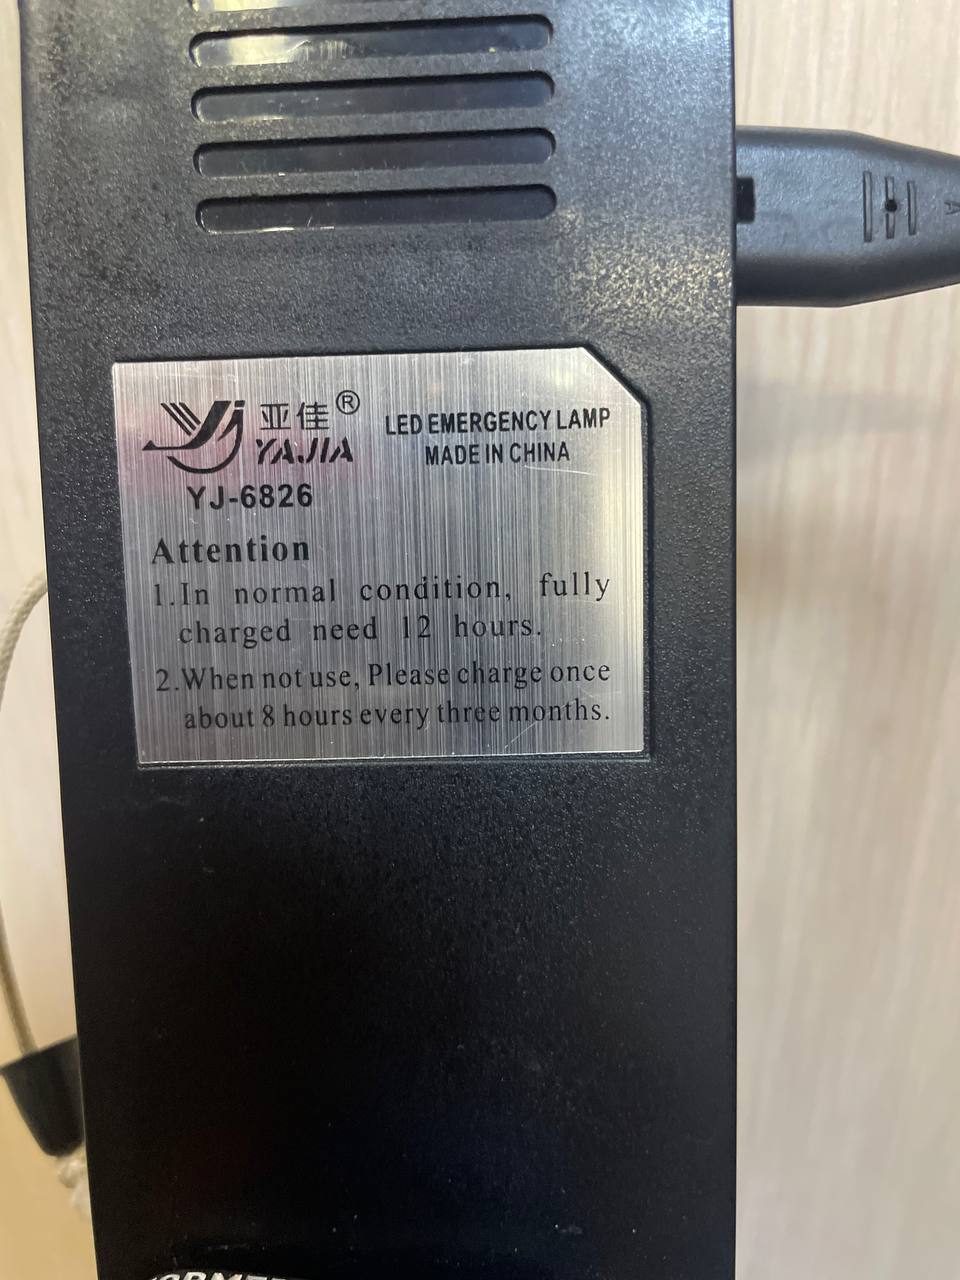 亚佳®
YAJIA
LED EMERGENCY LAMP
MADE IN CHINA
YJ-6826
Attention
1.In normal condition, fully
charged need 12 hours.
2.When not use, Please charge once
about 8 hours every three months.